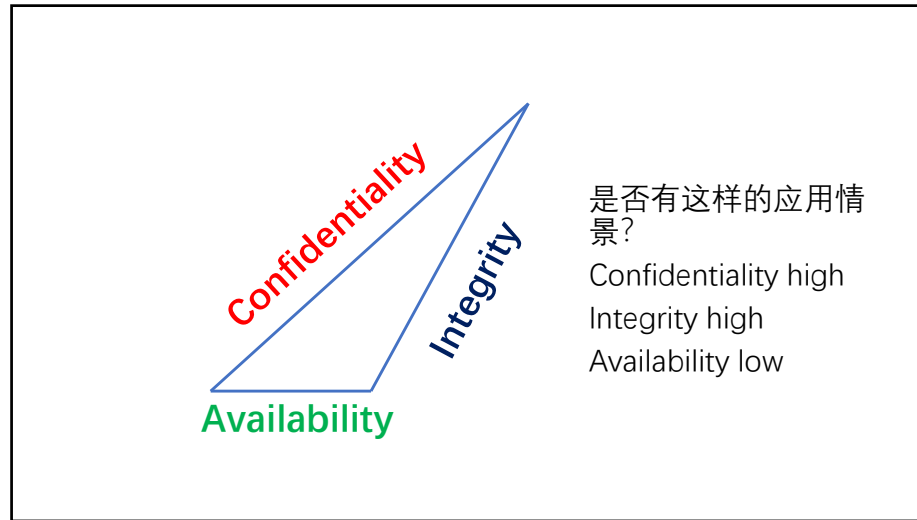 Confidentiality
Integrity
Availability
是否有这样的应用情
景?
Confidentiality high
Integrity high
Availability low